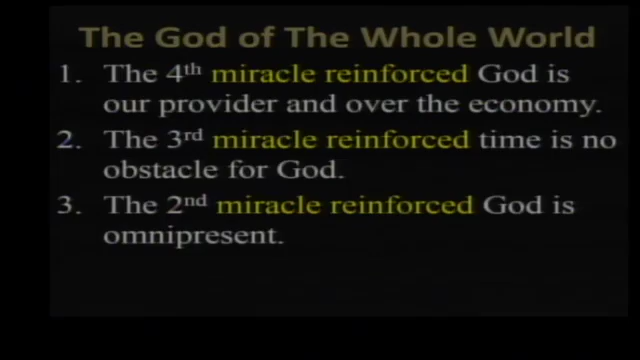 The God of The Whole World
1. The 4th miracle reinforced God is
our provider and over the economy.
2. The 3rd miracle reinforced time is no
obstacle for God.
3. The 2nd miracle reinforced God is
omnipresent.